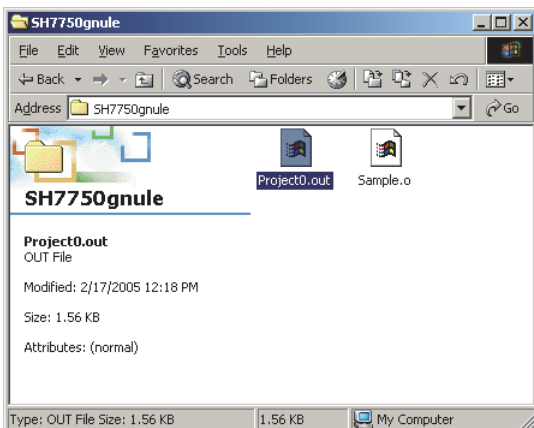 SH7750gnule
File Edit View Favorites Tools Help
Back Search Folders
Address SH7750gnule Go
Project0.out Sample.o
SH7750gnule
Project0.out
OUT File
Modified: 2/17/2005 12:18 PM
Size: 1.56 KB
Attributes: (normal)
Type: OUT File Size: 1.56 KB 1.56 KB My Computer